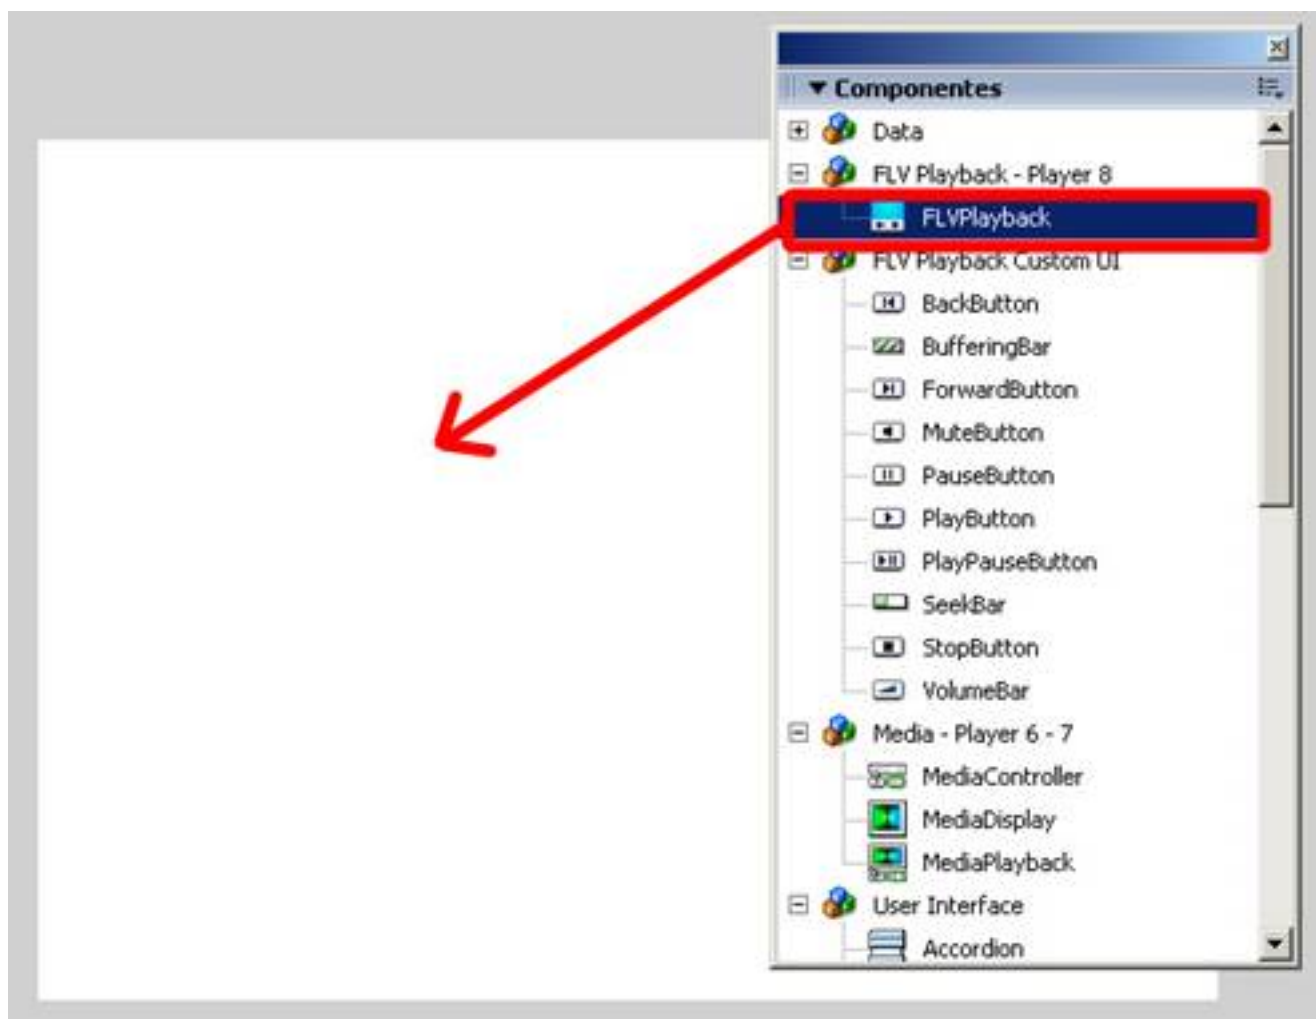 Componentes
Data
FLV Playback - Player 8
FLVPlayback
FLV Playback Custom UI
BackButton
BufferingBar
ForwardButton
MuteButton
PauseButton
PlayButton
PlayPauseButton
SeekBar
StopButton
VolumeBar
Media - Player 6 - 7
MediaController
MediaDisplay
MediaPlayback
User Interface
Accordion